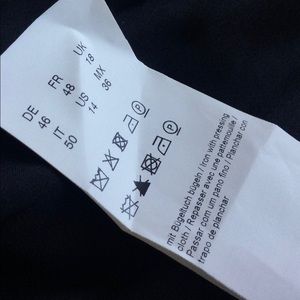 DE FR UK
46 48 18
IT US MX
50 14 36
mit Bügeltuch bügeln / Iron with pressing
cloth / Repasser avec une pattemouille /
Passar com um pano fino / Planchar con
trapo de planchar